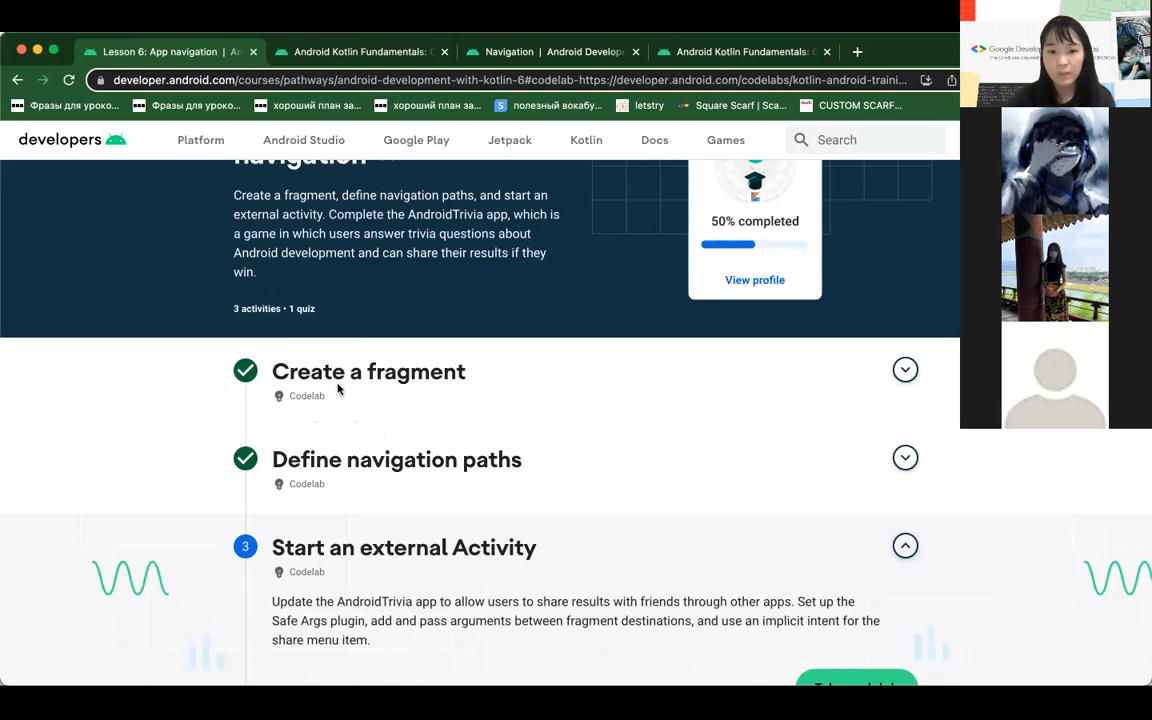 Lesson 6: App navigation | An
Android Kotlin Fundamentals: 
Navigation | Android Develope
Android Kotlin Fundamentals: 
developer.android.com/courses/pathways/android-development-with-kotlin-6#codelab-https://developer.android.com/codelabs/kotlin-android-traini...
Фразы для уроко...
Фразы для уроко...
хороший план за...
хороший план за...
полезный вокабу...
letstry
Square Scarf | Sca...
CUSTOM SCARF...
developers
Platform
Android Studio
Google Play
Jetpack
Kotlin
Docs
Games
Search
navigation
Create a fragment, define navigation paths, and start an
external activity. Complete the AndroidTrivia app, which is
a game in which users answer trivia questions about
Android development and can share their results if they
win.
3 activities • 1 quiz
50% completed
View profile
Create a fragment
Codelab
Define navigation paths
Codelab
3
Start an external Activity
Codelab
Update the AndroidTrivia app to allow users to share results with friends through other apps. Set up the
Safe Args plugin, add and pass arguments between fragment destinations, and use an implicit intent for the
share menu item.
Google Develop